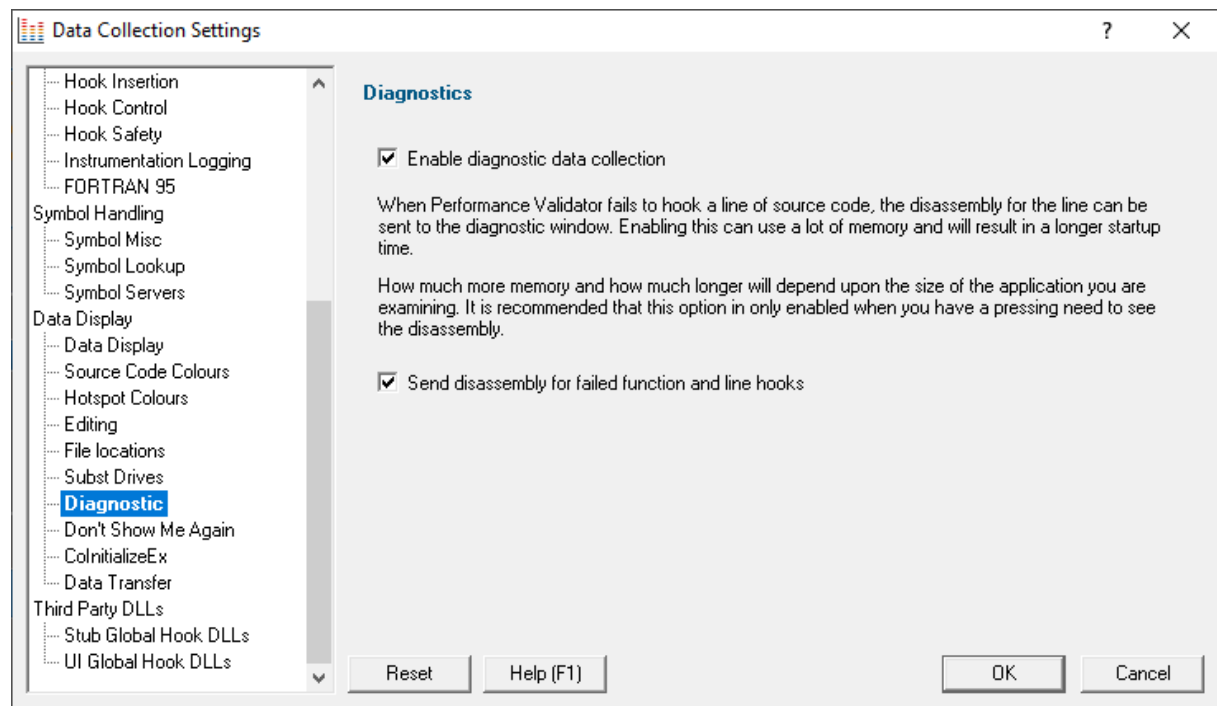 Data Collection Settings
?
Hook Insertion
Hook Control
Hook Safety
Instrumentation Logging
FORTRAN 95
Symbol Handling
Symbol Misc
Symbol Lookup
Symbol Servers
Data Display
Data Display
Source Code Colours
Hotspot Colours
Editing
File locations
Subst Drives
Diagnostic
Don't Show Me Again
CoInitializeEx
Data Transfer
Third Party DLLs
Stub Global Hook DLLs
UI Global Hook DLLs
Diagnostics
Enable diagnostic data collection
When Performance Validator fails to hook a line of source code, the disassembly for the line can be
sent to the diagnostic window. Enabling this can use a lot of memory and will result in a longer startup
time.
How much more memory and how much longer will depend upon the size of the application you are
examining. It is recommended that this option in only enabled when you have a pressing need to see
the disassembly.
Send disassembly for failed function and line hooks
Reset
Help (F1)
OK
Cancel